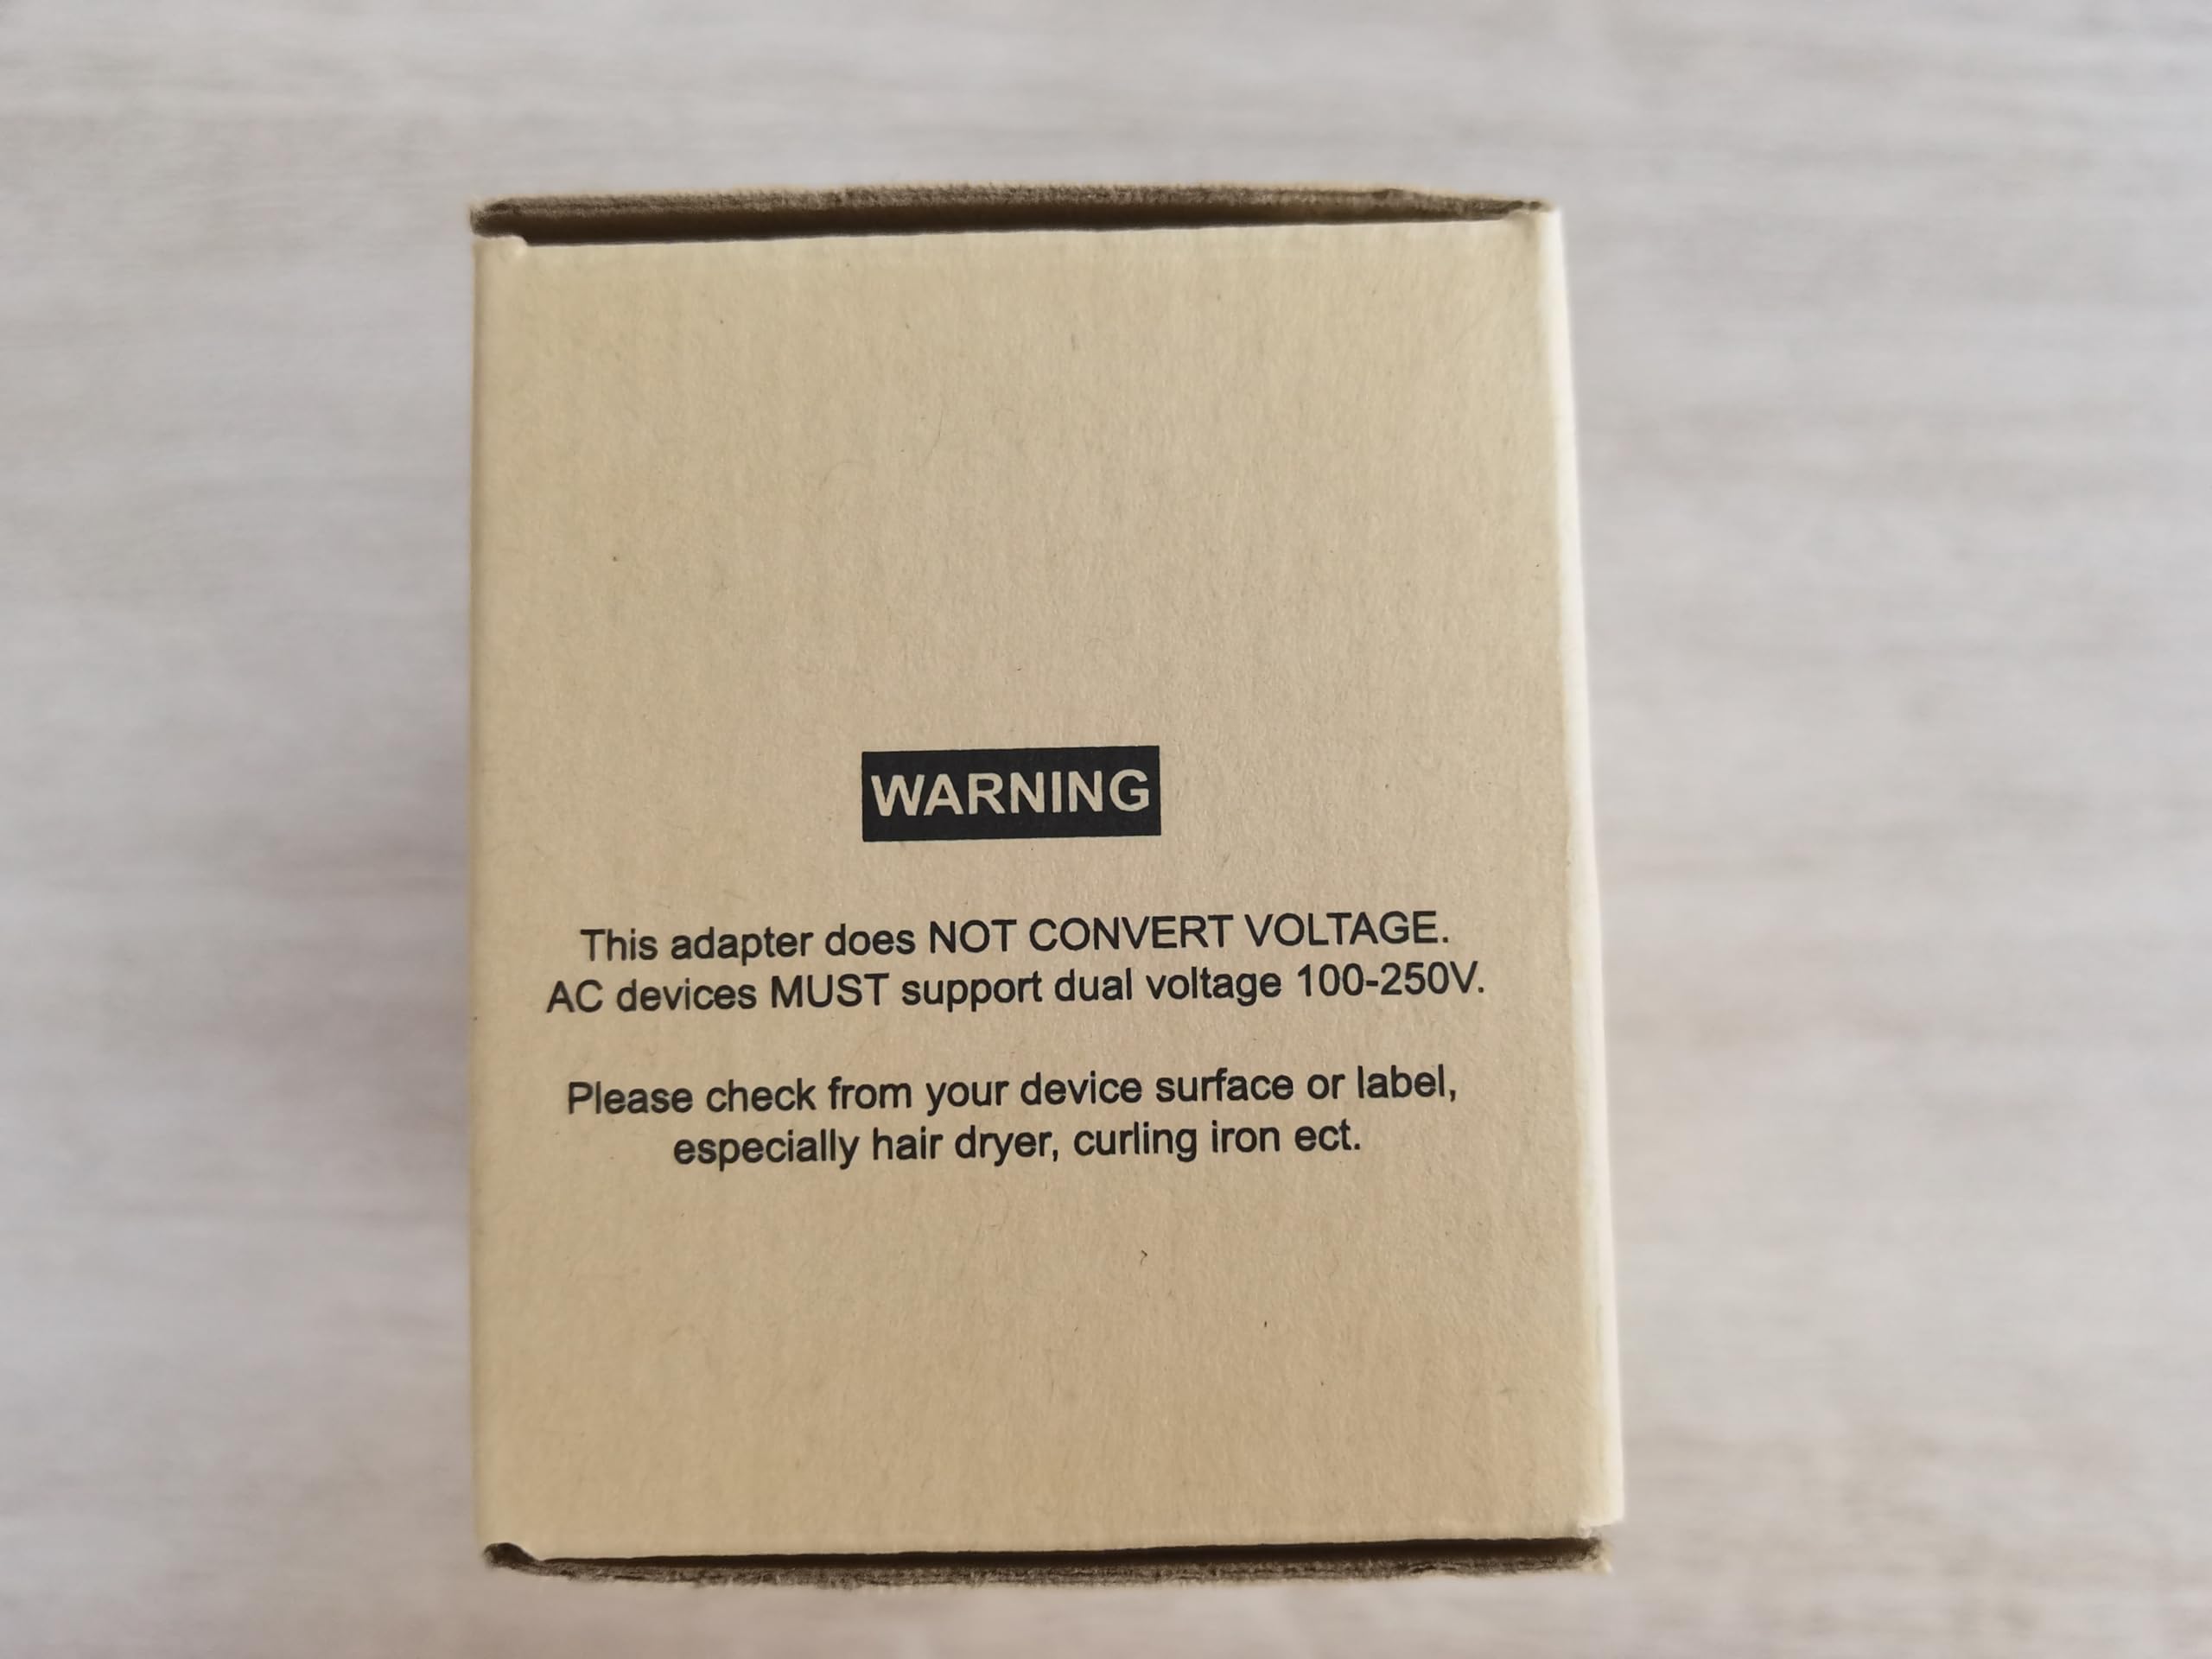 WARNING
This adapter does NOT CONVERT VOLTAGE.
AC devices MUST support dual voltage 100-250V.
Please check from your device surface or label,
especially hair dryer, curling iron ect.